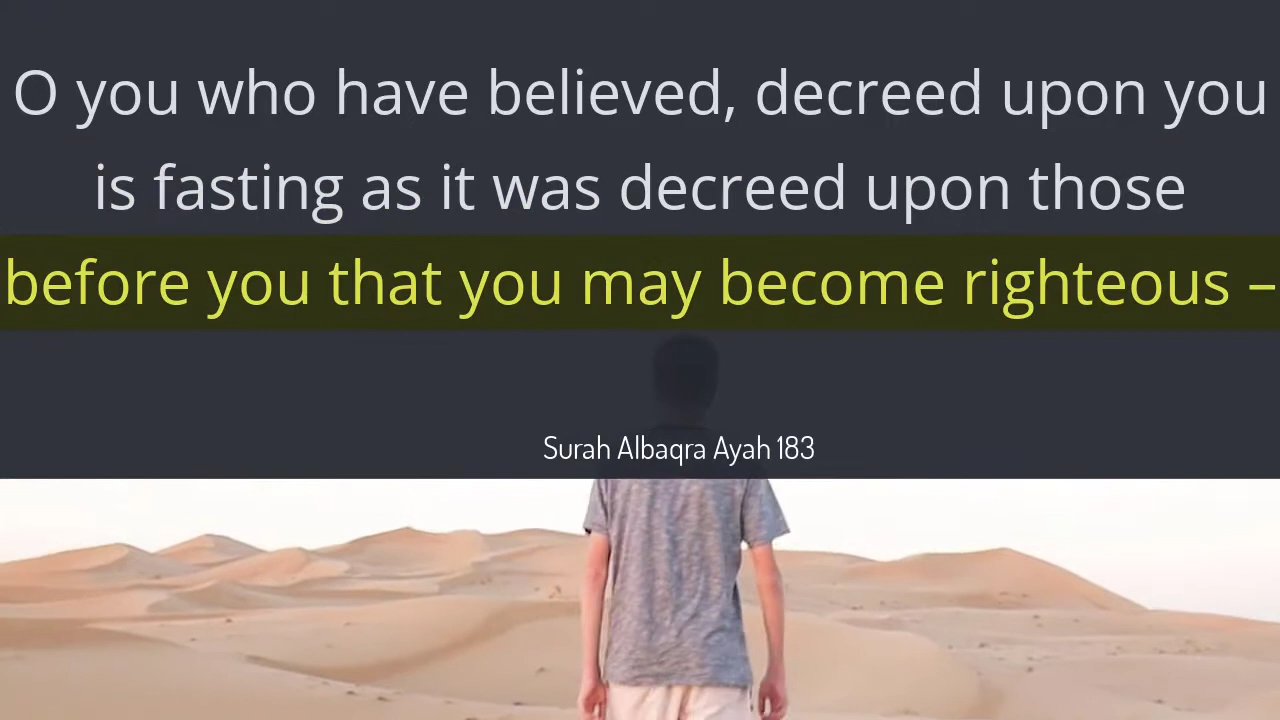 O you who have believed, decreed upon you
is fasting as it was decreed upon those
before you that you may become righteous –
Surah Albaqra Ayah 183